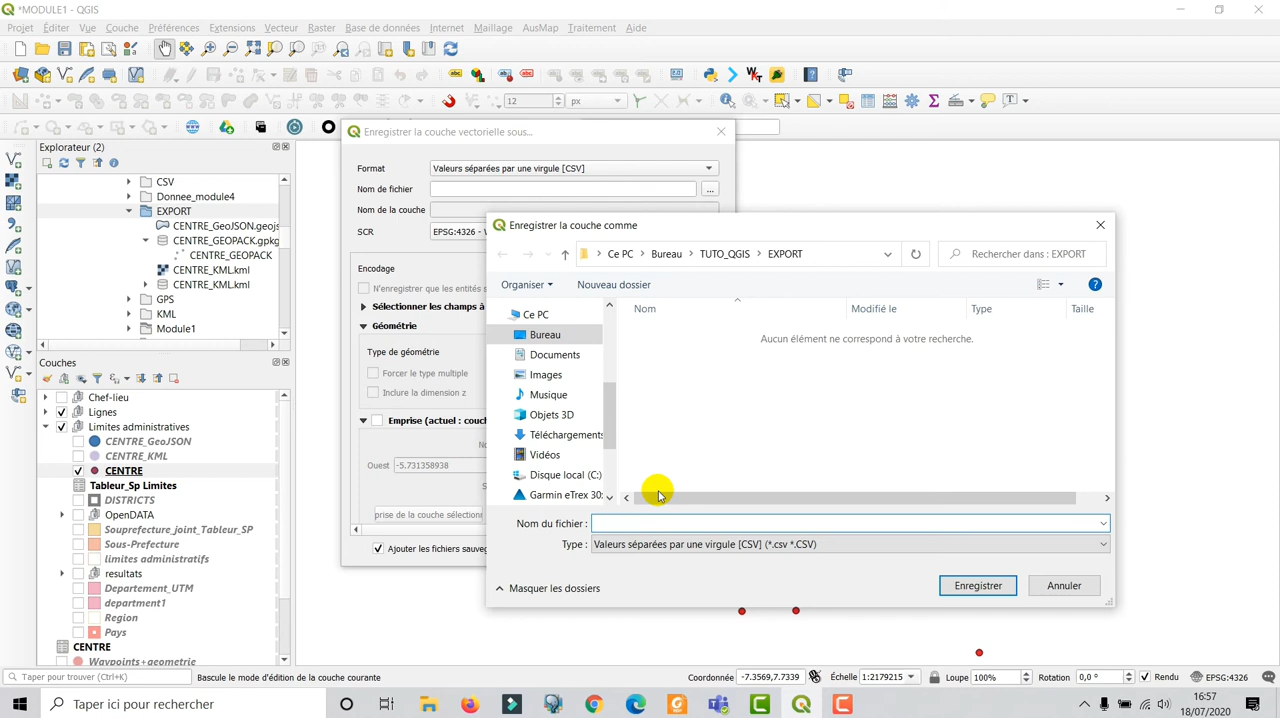 *MODULE1 - QGIS
Projet Éditer Vue Couche Préférences Extensions Vecteur Raster Base de données Internet Maillage AusMap Traitement Aide
12 px
Explorateur (2)
CSV
Donnee_module4
EXPORT
CENTRE_GeoJSON.geojs
CENTRE_GEOPACK.gpkg
CENTRE_GEOPACK
CENTRE_KML.kml
CENTRE_KML.kml
GPS
KML
Module1
Couches
Chef-lieu
Lignes
Limites administratives
CENTRE_GeoJSON
CENTRE_KML
CENTRE
Tableur_Sp Limites
DISTRICTS
OpenDATA
Souprefecture_joint_Tableur_SP
Sous-Prefecture
limites administratifs
resultats
Departement_UTM
department1
Region
Pays
CENTRE
Waypoints+geometrie
Enregistrer la couche vectorielle sous...
Format Valeurs séparées par une virgule [CSV]
Nom de fichier ...
Nom de la couche
SCR EPSG:4326 - W
Encodage
N'enregistrer que les entités s
Sélectionner les champs à
Géométrie
Type de géométrie
Forcer le type multiple
Inclure la dimension z
Emprise (actuel : couc
No
Ouest -5.731358938
S
prise de la couche sélection
Ajouter les fichiers sauveg
Enregistrer la couche comme
Ce PC > Bureau > TUTO_QGIS > EXPORT
Rechercher dans : EXPORT
Organiser Nouveau dossier
Nom Modifié le Type Taille
Aucun élément ne correspond à votre recherche.
Ce PC
Bureau
Documents
Images
Musique
Objets 3D
Téléchargements
Vidéos
Disque local (C:)
Garmin eTrex 30x
Nom du fichier :
Type : Valeurs séparées par une virgule [CSV] (*.csv *.CSV)
Masquer les dossiers
Enregistrer Annuler
Taper pour trouver (Ctrl+K) Bascule le mode d'édition de la couche courante Coordonnée -7.3569,7.7339 Échelle 1:2179215 Loupe 100% Rotation 0,0 ° Rendu EPSG:4326
Taper ici pour rechercher
16:57
18/07/2020